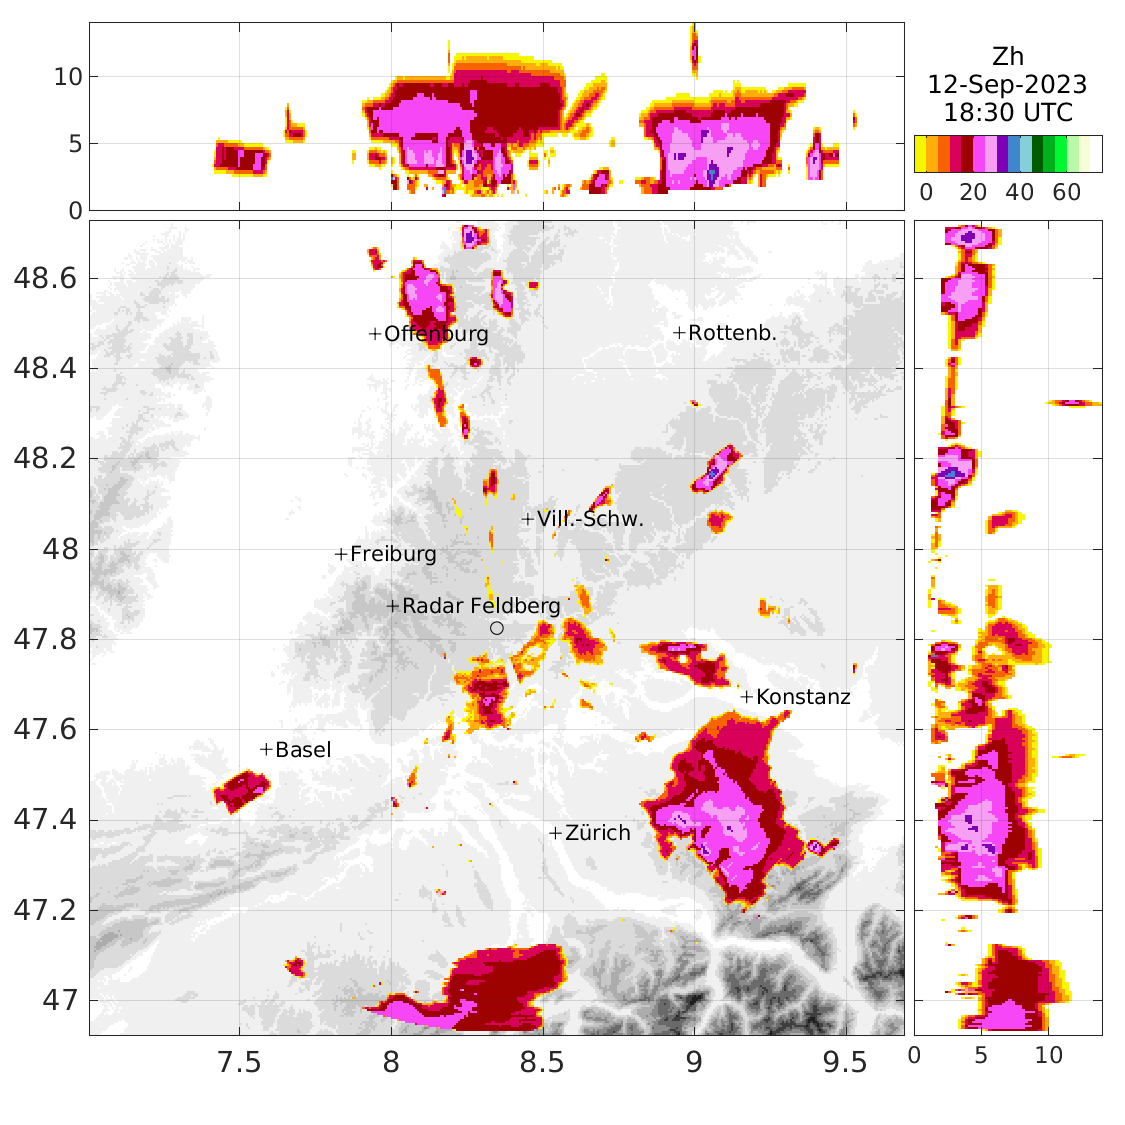 10
5
0
Zh
12-Sep-2023
18:30 UTC
0 20 40 60
48.6
48.4
48.2
48
47.8
47.6
47.4
47.2
47
+Offenburg
+Rottenb.
+Vill.-Schw.
+Freiburg
+Radar Feldberg
+Konstanz
+Basel
+Zürich
7.5 8 8.5 9 9.5
0 5 10